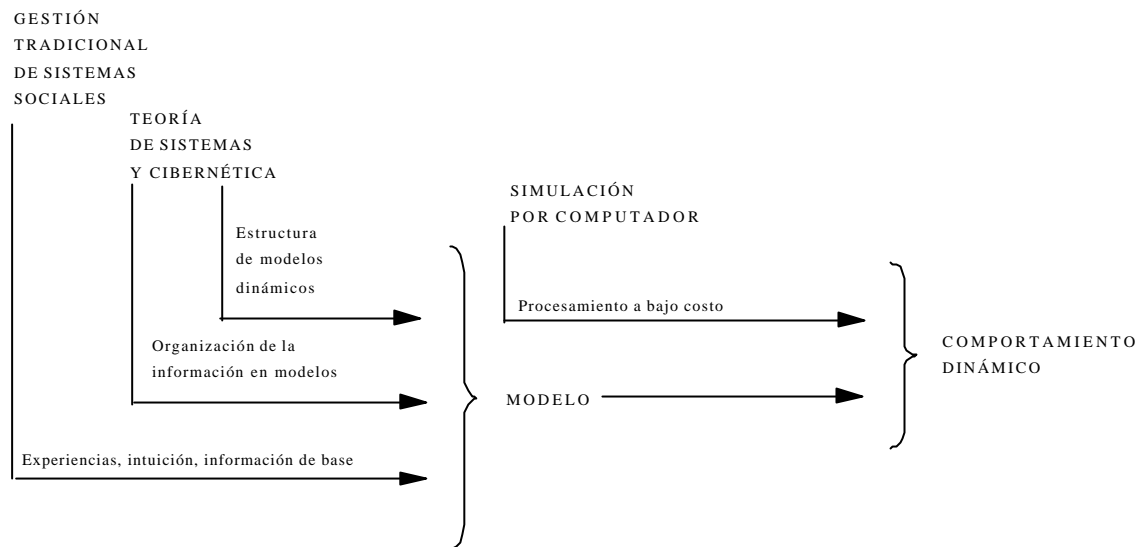 GESTIÓN
TRADICIONAL
DE SISTEMAS
SOCIALES
TEORÍA
DE SISTEMAS
Y CIBERNÉTICA
SIMULACIÓN
POR COMPUTADOR
Estructura
de modelos
dinámicos
Procesamiento a bajo costo
Organización de la
información en modelos
COMPORTAMIENTO
DINÁMICO
MODELO
Experiencias, intuición, información de base